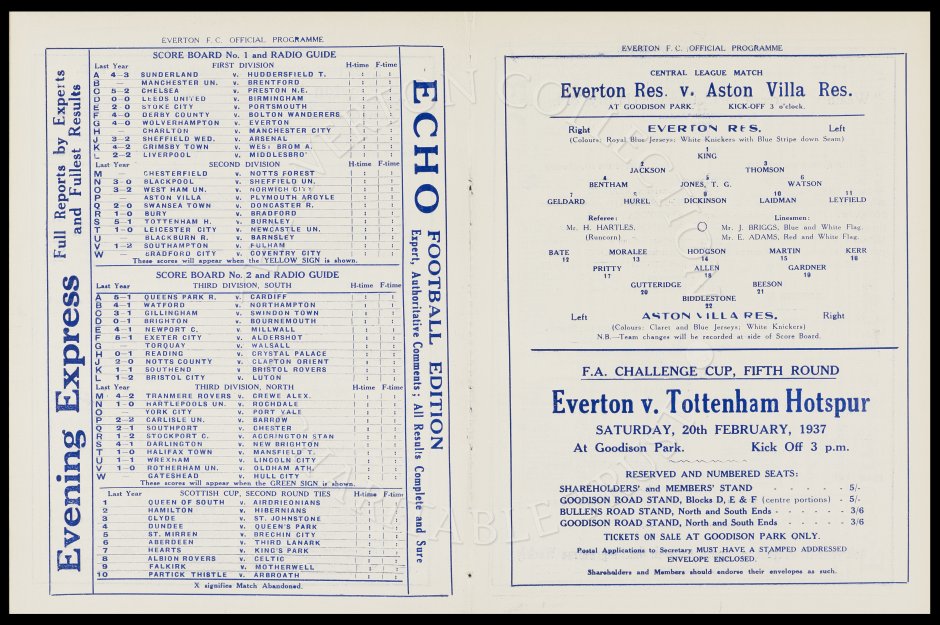 EVERTON F. C. OFFICIAL PROGRAMME
Evening Express Full Reports by Experts and Fullest Results
SCORE BOARD No. 1 and RADIO GUIDE
Last Year FIRST DIVISION H-time F-time
A 4–3 SUNDERLAND v. HUDDERSFIELD T. : :
B — MANCHESTER UN. v. BRENTFORD : :
C 5–2 CHELSEA v. PRESTON N.E. : :
D 0–0 LEEDS UNITED v. BIRMINGHAM : :
E 2–0 STOKE CITY v. PORTSMOUTH : :
F 4–0 DERBY COUNTY v. BOLTON WANDERERS : :
G 4–0 WOLVERHAMPTON v. EVERTON : :
H — CHARLTON v. MANCHESTER CITY : :
J 3–2 SHEFFIELD WED. v. ARSENAL : :
K 4–2 GRIMSBY TOWN v. WEST BROM A. : :
L 2–2 LIVERPOOL v. MIDDLESBRO' : :
Last Year SECOND DIVISION H-time F-time
M — CHESTERFIELD v. NOTTS FOREST : :
N 3–0 BLACKPOOL v. SHEFFIELD UN. : :
O 3–2 WEST HAM UN. v. NORWICH CITY : :
P — ASTON VILLA v. PLYMOUTH ARGYLE : :
Q 2–0 SWANSEA TOWN v. DONCASTER R. : :
R 1–0 BURY v. BRADFORD : :
S 5–1 TOTTENHAM H. v. BURNLEY : :
T 1–0 LEICESTER CITY v. NEWCASTLE UN. : :
U BLACKBURN R. v. BARNSLEY : :
V 1–2 SOUTHAMPTON v. FULHAM : :
W — BRADFORD CITY v. COVENTRY CITY : :
These scores will appear when the YELLOW SIGN is shown.
SCORE BOARD No. 2 and RADIO GUIDE
THIRD DIVISION, SOUTH
Last Year H-time F-time
A 5–1 QUEENS PARK R. v. CARDIFF : :
B 4–1 WATFORD v. NORTHAMPTON : :
C 3–1 GILLINGHAM v. SWINDON TOWN : :
D 0–1 BRIGHTON v. BOURNEMOUTH : :
E 4–1 NEWPORT C. v. MILLWALL : :
F 5–1 EXETER CITY v. ALDERSHOT : :
G — TORQUAY v. WALSALL : :
H 0–1 READING v. CRYSTAL PALACE : :
J 2–0 NOTTS COUNTY v. CLAPTON ORIENT : :
K 1–1 SOUTHEND v. BRISTOL ROVERS : :
L 1–2 BRISTOL CITY v. LUTON : :
Last Year THIRD DIVISION, NORTH H-time F-time
M 4–2 TRANMERE ROVERS v. CREWE ALEX. : :
N 1–0 HARTLEPOOLS UN. v. ROCHDALE : :
O — YORK CITY v. PORT VALE : :
P 2–2 CARLISLE UN. v. BARROW : :
Q 2–1 SOUTHPORT v. CHESTER : :
R 1–2 STOCKPORT C. v. ACCRINGTON STAN : :
S 4–1 DARLINGTON v. NEW BRIGHTON : :
T 1–0 HALIFAX TOWN v. MANSFIELD T. : :
U 1–1 WREXHAM v. LINCOLN CITY : :
V 1–0 ROTHERHAM UN. v. OLDHAM ATH. : :
W GATESHEAD v. HULL CITY : :
These scores will appear when the GREEN SIGN is shown.
Last Year SCOTTISH CUP, SECOND ROUND TIES H-time F-time
1 QUEEN OF SOUTH v. AIRDRIEONIANS : :
2 HAMILTON v. HIBERNIANS : :
3 CLYDE v. ST. JOHNSTONE : :
4 DUNDEE v. QUEEN'S PARK : :
5 ST. MIRREN v. BRECHIN CITY : :
6 ABERDEEN v. THIRD LANARK : :
7 HEARTS v. KING'S PARK : :
8 ALBION ROVERS v. CELTIC : :
9 FALKIRK v. MOTHERWELL : :
10 PARTICK THISTLE v. ARBROATH : :
X signifies Match Abandoned.
ECHO FOOTBALL EDITION
Expert, Authoritative Comments; All Results Complete and Sure
EVERTON F. C. OFFICIAL PROGRAMME
CENTRAL LEAGUE MATCH
Everton Res. v. Aston Villa Res.
AT GOODISON PARK KICK-OFF 3 o'clock.
Right EVERTON RES. Left
(Colours: Royal Blue Jerseys; White Knickers with Blue Stripe down Seam)
1
KING
2 3
JACKSON THOMSON
4 5 6
BENTHAM JONES, T. G. WATSON
7 8 9 10 11
GELDARD HUREL DICKINSON LAIDMAN LEYFIELD
Referee: Linesmen:
Mr. H. HARTLES. Mr. J. BRIGGS, Blue and White Flag.
(Runcorn) Mr. E. ADAMS, Red and White Flag.
BATE MORALEE HODGSON MARTIN KERR
12 13 14 15 16
PRITTY ALLEN GARDNER
17 18 19
GUTTERIDGE BEESON
20 21
BIDDLESTONE
22
Left ASTON VILLA RES. Right
(Colours: Claret and Blue Jerseys; White Knickers)
N.B.—Team changes will be recorded at side of Score Board.
F.A. CHALLENGE CUP, FIFTH ROUND
Everton v. Tottenham Hotspur
SATURDAY, 20th FEBRUARY, 1937
At Goodison Park. Kick Off 3 p.m.
RESERVED AND NUMBERED SEATS:
SHAREHOLDERS' and MEMBERS' STAND - - - - - 5/-
GOODISON ROAD STAND, Blocks D, E & F (centre portions) - 5/-
BULLENS ROAD STAND, North and South Ends - - - - - - 3/6
GOODISON ROAD STAND, North and South Ends - - - - - 3/6
TICKETS ON SALE AT GOODISON PARK ONLY.
Postal Applications to Secretary MUST HAVE A STAMPED ADDRESSED
ENVELOPE ENCLOSED.
Shareholders and Members should endorse their envelopes as such.